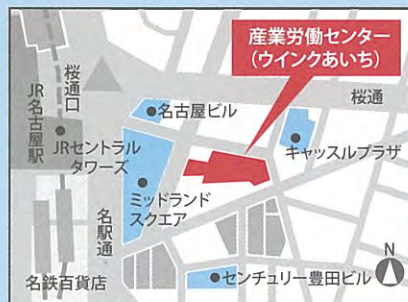 産業労働センター
(ウインクあいち)
桜通口
桜通
JR名古屋駅
名古屋ビル
JRセントラル
タワーズ
キャッスルプラザ
ミッドランド
スクエア
名駅通
名鉄百貨店
センチュリー豊田ビル
N